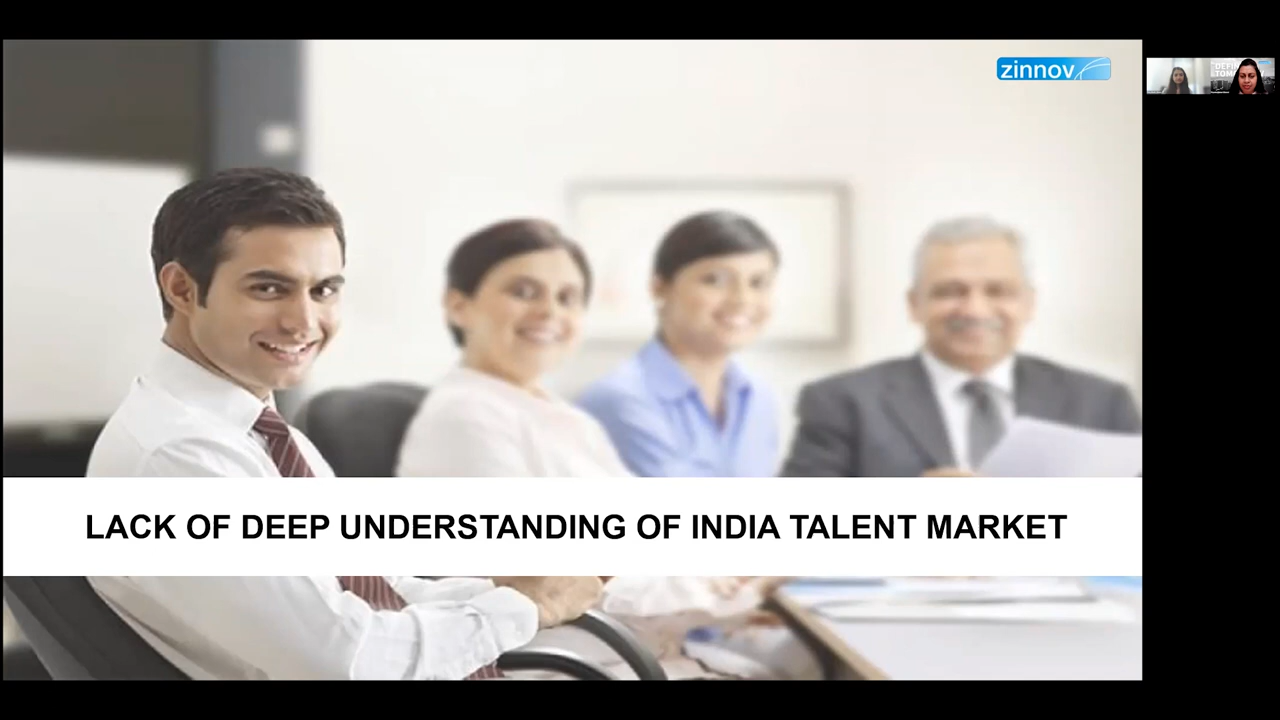 zinnov
LACK OF DEEP UNDERSTANDING OF INDIA TALENT MARKET